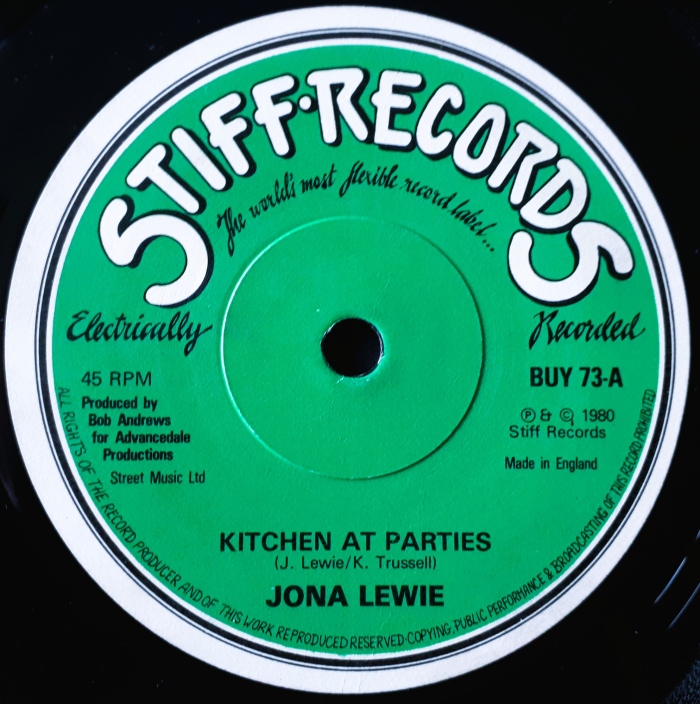 STIFF·RECORDS
The world's most flexible record label...
Electrically Recorded
45 RPM
BUY 73-A
Produced by
Bob Andrews
for Advancedale
Productions
Street Music Ltd
Ⓟ & © 1980
Stiff Records
Made in England
KITCHEN AT PARTIES
(J. Lewie/K. Trussell)
JONA LEWIE
ALL RIGHTS OF THE RECORD PRODUCER AND OF THIS WORK REPRODUCED RESERVED·COPYING, PUBLIC PERFORMANCE & BROADCASTING OF THIS RECORD PROHIBITED